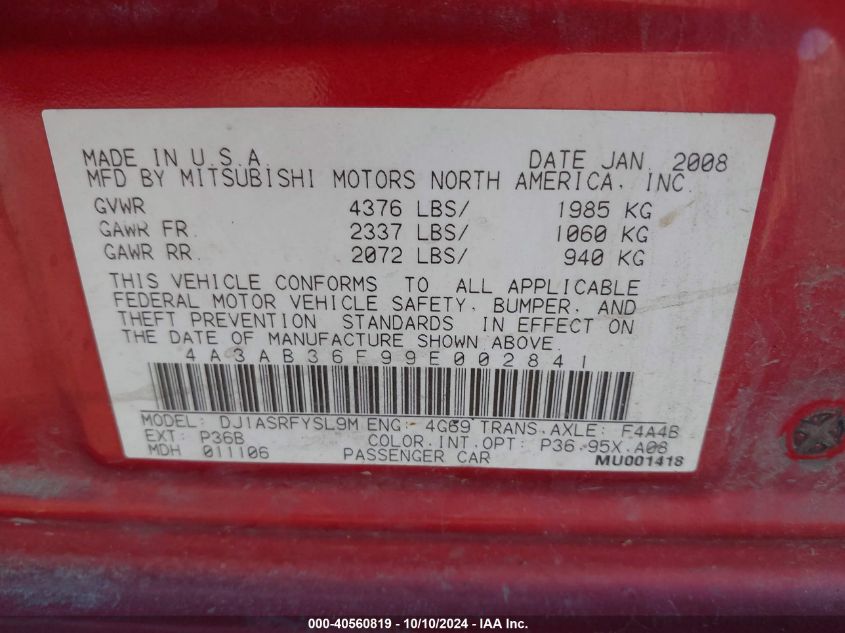 MADE IN U.S.A. DATE JAN. 2008
MFD BY MITSUBISHI MOTORS NORTH AMERICA, INC.
GVWR 4376 LBS/ 1985 KG
GAWR FR. 2337 LBS/ 1060 KG
GAWR RR. 2072 LBS/ 940 KG
THIS VEHICLE CONFORMS TO ALL APPLICABLE
FEDERAL MOTOR VEHICLE SAFETY, BUMPER, AND
THEFT PREVENTION STANDARDS IN EFFECT ON
THE DATE OF MANUFACTURE SHOWN ABOVE.
4A3AB36F99E002841
MODEL: DJ1ASRFYSL9M ENG: 4G69 TRANS.AXLE: F4A4B
EXT: P36B COLOR.INT.OPT: P36.95X.A08
MDH 011106 PASSENGER CAR MU001418
000-40560819 - 10/10/2024 - IAA Inc.